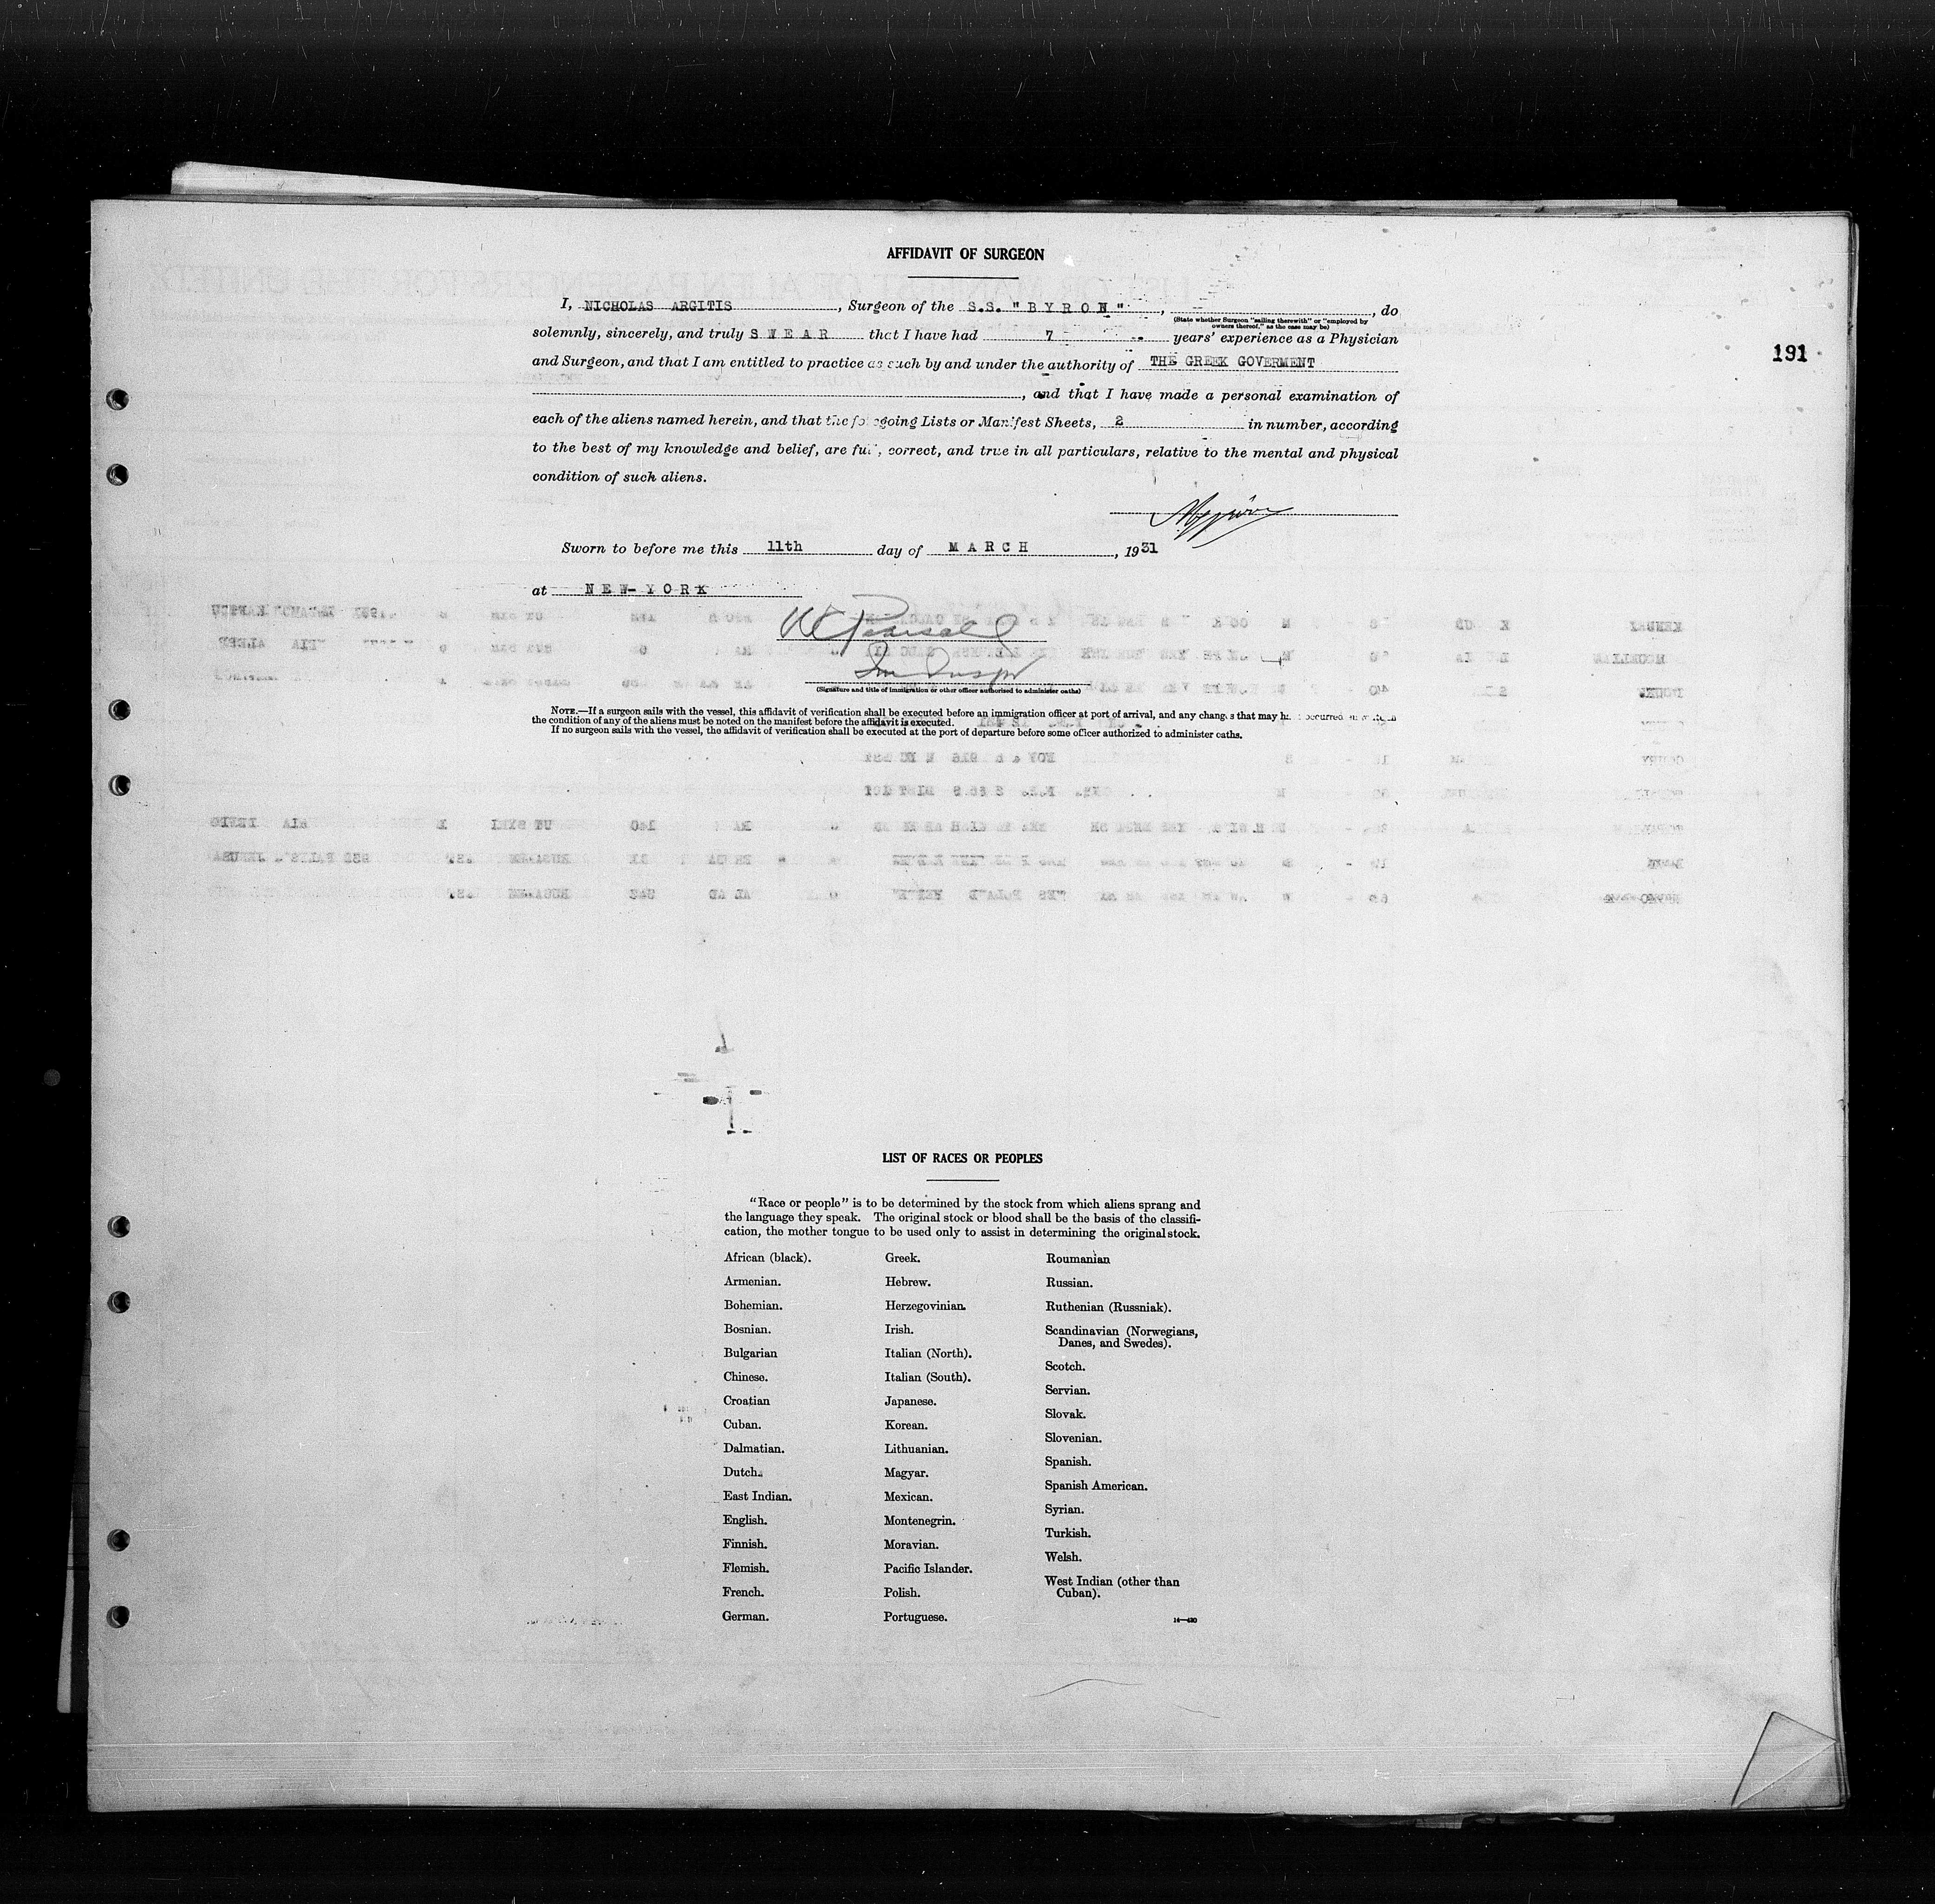 AFFIDAVIT OF SURGEON
I, NICHOLAS ARGITIS, Surgeon of the S.S. "BYRON", , do
(State whether Surgeon "sailing therewith" or "employed by
owners thereof," as the case may be)
solemnly, sincerely, and truly SWEAR that I have had 7 years' experience as a Physician
191
and Surgeon, and that I am entitled to practice as such by and under the authority of THE GREEK GOVERMENT
, and that I have made a personal examination of
each of the aliens named herein, and that the foregoing Lists or Manifest Sheets, 2 in number, according
to the best of my knowledge and belief, are full, correct, and true in all particulars, relative to the mental and physical
condition of such aliens.
Sworn to before me this 11th day of MARCH, 1931
at NEW-YORK
Pearsall
Imm Inspr
(Signature and title of immigration or other officer authorized to administer oaths)
NOTE.—If a surgeon sails with the vessel, this affidavit of verification shall be executed before an immigration officer at port of arrival, and any changes that may have occurred en route in
the condition of any of the aliens must be noted on the manifest before the affidavit is executed.
If no surgeon sails with the vessel, the affidavit of verification shall be executed at the port of departure before some officer authorized to administer oaths.
LIST OF RACES OR PEOPLES
"Race or people" is to be determined by the stock from which aliens sprang and
the language they speak. The original stock or blood shall be the basis of the classifi-
cation, the mother tongue to be used only to assist in determining the original stock.
African (black).
Armenian.
Bohemian.
Bosnian.
Bulgarian
Chinese.
Croatian
Cuban.
Dalmatian.
Dutch.
East Indian.
English.
Finnish.
Flemish.
French.
German.
Greek.
Hebrew.
Herzegovinian.
Irish.
Italian (North).
Italian (South).
Japanese.
Korean.
Lithuanian.
Magyar.
Mexican.
Montenegrin.
Moravian.
Pacific Islander.
Polish.
Portuguese.
Roumanian
Russian.
Ruthenian (Russniak).
Scandinavian (Norwegians,
Danes, and Swedes).
Scotch.
Servian.
Slovak.
Slovenian.
Spanish.
Spanish American.
Syrian.
Turkish.
Welsh.
West Indian (other than
Cuban).
14—430